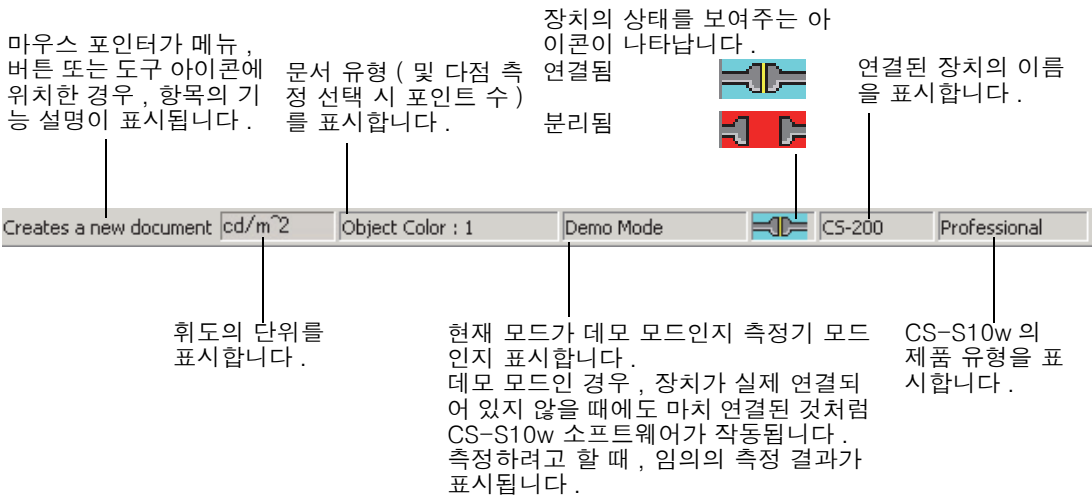 마우스 포인터가 메뉴 ,
버튼 또는 도구 아이콘에
위치한 경우 , 항목의 기
능 설명이 표시됩니다 .
문서 유형 ( 및 다점 측
정 선택 시 포인트 수 )
를 표시합니다 .
장치의 상태를 보여주는 아
이콘이 나타납니다 .
연결됨
분리됨
연결된 장치의 이름
을 표시합니다 .
Creates a new document cd/m^2 Object Color : 1 Demo Mode CS-200 Professional
휘도의 단위를
표시합니다 .
현재 모드가 데모 모드인지 측정기 모드
인지 표시합니다 .
데모 모드인 경우 , 장치가 실제 연결되
어 있지 않을 때에도 마치 연결된 것처럼
CS-S10w 소프트웨어가 작동됩니다 .
측정하려고 할 때 , 임의의 측정 결과가
표시됩니다 .
CS-S10w 의
제품 유형을 표
시합니다 .